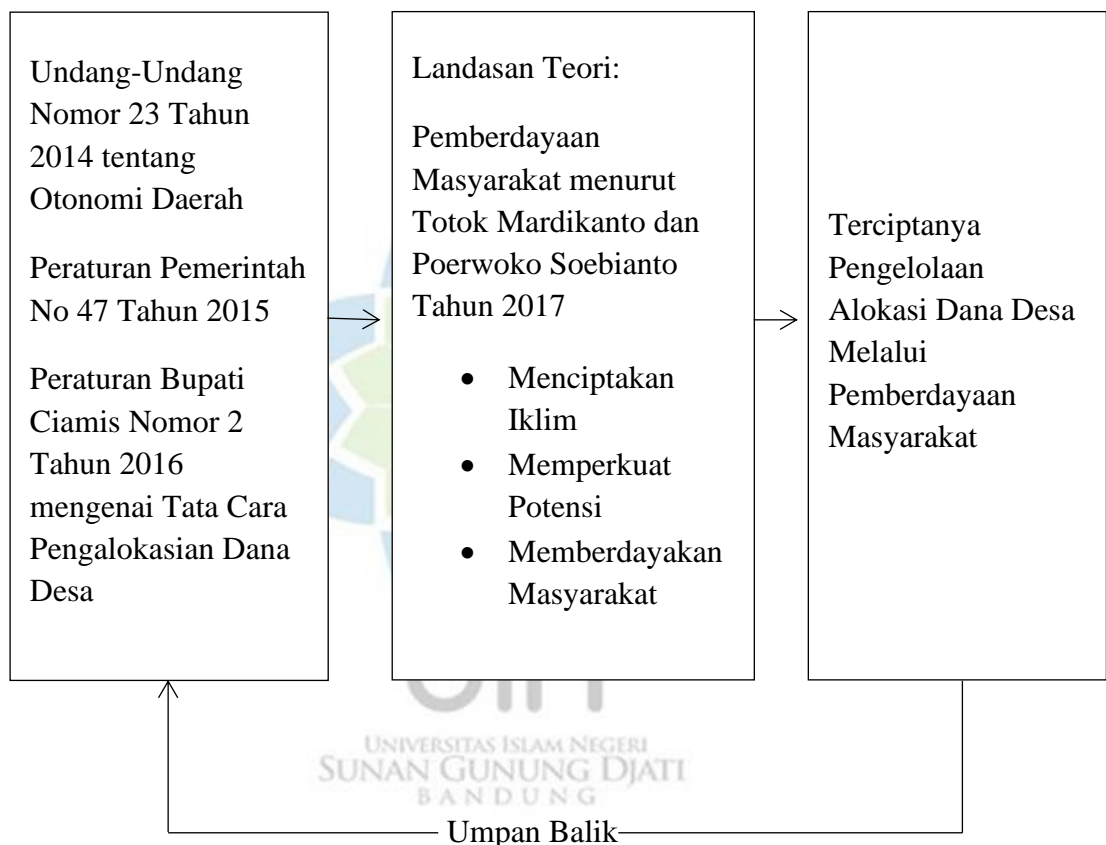 Undang-Undang
Nomor 23 Tahun
2014 tentang
Otonomi Daerah
Peraturan Pemerintah
No 47 Tahun 2015
Peraturan Bupati
Ciamis Nomor 2
Tahun 2016
mengenai Tata Cara
Pengalokasian Dana
Desa
Landasan Teori:
Pemberdayaan
Masyarakat menurut
Totok Mardikanto dan
Poerwoko Soebianto
Tahun 2017
• Menciptakan
Iklim
• Memperkuat
Potensi
• Memberdayakan
Masyarakat
Terciptanya
Pengelolaan
Alokasi Dana Desa
Melalui
Pemberdayaan
Masyarakat
UNIVERSITAS ISLAM NEGERI
SUNAN GUNUNG DJATI
BANDUNG
Umpan Balik